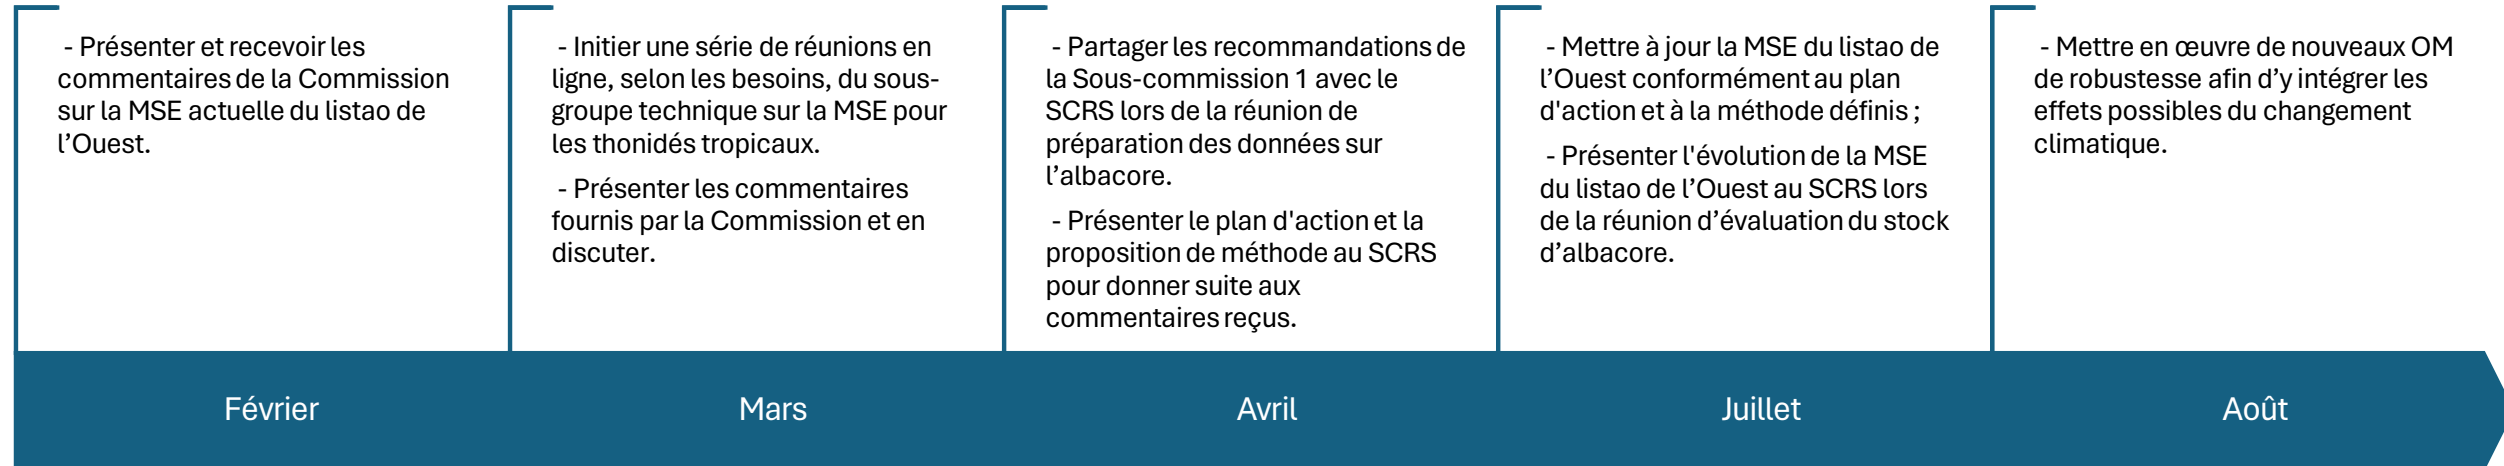 - Présenter et recevoir les
commentaires de la Commission
sur la MSE actuelle du listao de
l’Ouest.
- Initier une série de réunions en
ligne, selon les besoins, du sous-
groupe technique sur la MSE pour
les thonidés tropicaux.
- Présenter les commentaires
fournis par la Commission et en
discuter.
- Partager les recommandations de
la Sous-commission 1 avec le
SCRS lors de la réunion de
préparation des données sur
l’albacore.
- Présenter le plan d'action et la
proposition de méthode au SCRS
pour donner suite aux
commentaires reçus.
- Mettre à jour la MSE du listao de
l’Ouest conformément au plan
d'action et à la méthode définis ;
- Présenter l'évolution de la MSE
du listao de l’Ouest au SCRS lors
de la réunion d’évaluation du stock
d’albacore.
- Mettre en œuvre de nouveaux OM
de robustesse afin d’y intégrer les
effets possibles du changement
climatique.
Février
Mars
Avril
Juillet
Août